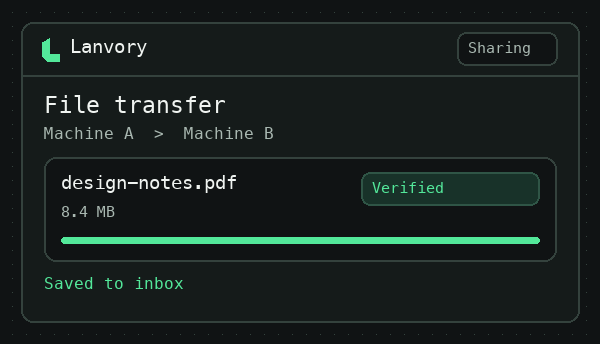 Lanvory
Sharing
File transfer
Machine A > Machine B
design-notes.pdf
Verified
8.4 MB
Saved to inbox